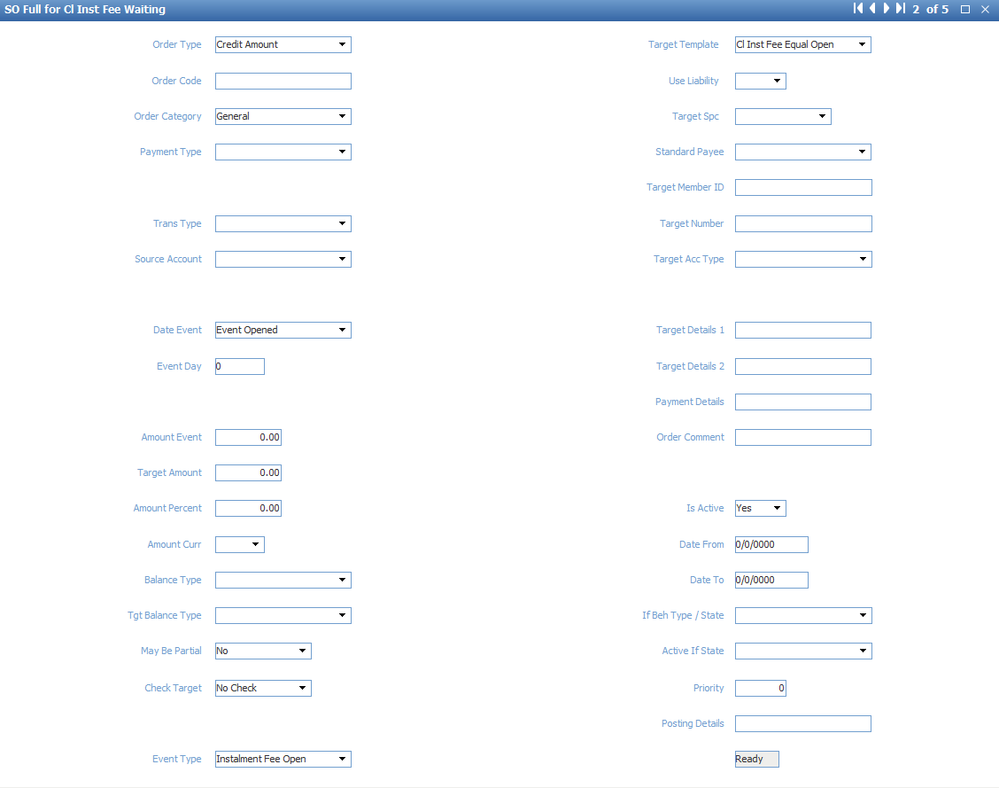 SO Full for Cl Inst Fee Waiting 2 of 5
Order Type Credit Amount Target Template Cl Inst Fee Equal Open
Order Code Use Liability
Order Category General Target Spc
Payment Type Standard Payee
Target Member ID
Trans Type Target Number
Source Account Target Acc Type
Date Event Event Opened Target Details 1
Event Day 0 Target Details 2
Payment Details
Amount Event 0.00 Order Comment
Target Amount 0.00
Amount Percent 0.00 Is Active Yes
Amount Curr Date From 0/0/0000
Balance Type Date To 0/0/0000
Tgt Balance Type If Beh Type / State
May Be Partial No Active If State
Check Target No Check Priority 0
Posting Details
Event Type Instalment Fee Open Ready